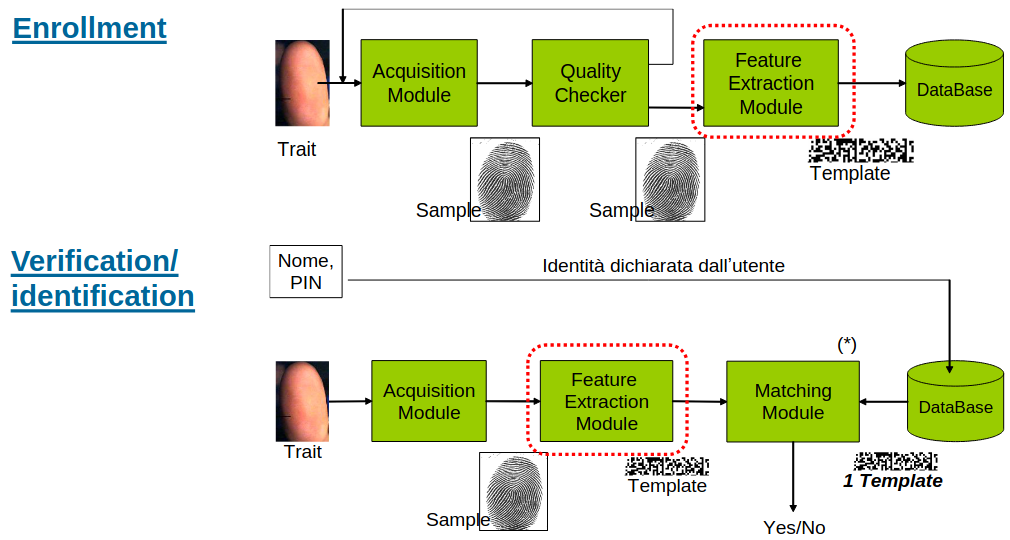 Enrollment
Acquisition
Module
Quality
Checker
Feature
Extraction
Module
DataBase
Trait
Template
Sample
Sample
Verification/
identification
Nome,
PIN
Identità dichiarata dall’utente
(*)
Acquisition
Module
Feature
Extraction
Module
Matching
Module
DataBase
Trait
Template
1 Template
Sample
Yes/No